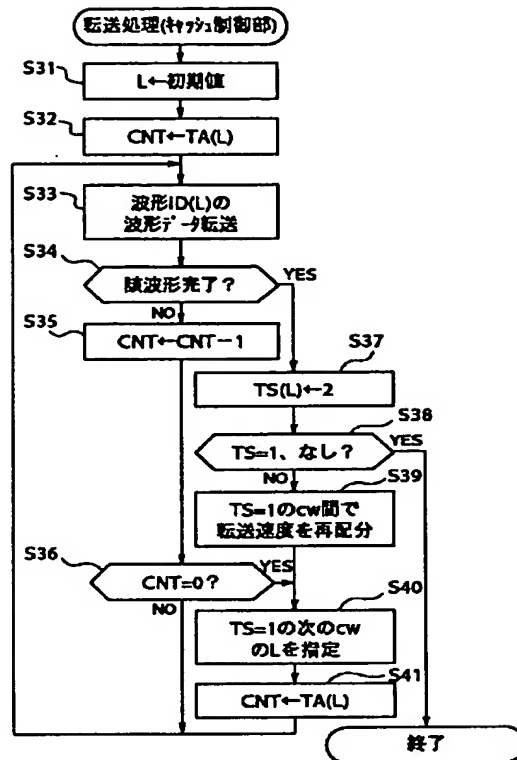 転送処理(ｷｬｯｼｭ制御部)
S31
L←初期値
S32
CNT←TA(L)
S33
波形ID(L)の
波形ﾃﾞｰﾀ転送
S34
該波形完了?
YES
NO
S35
CNT←CNT－1
S37
TS(L)←2
S38
TS=1、なし?
YES
NO
S39
TS=1のcw間で
転送速度を再配分
S36
CNT=0?
YES
NO
S40
TS=1の次のcw
のLを指定
S41
CNT←TA(L)
終了